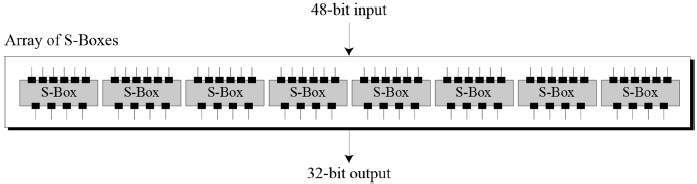 48-bit input
Array of S-Boxes
S-Box S-Box S-Box S-Box S-Box S-Box S-Box S-Box
32-bit output